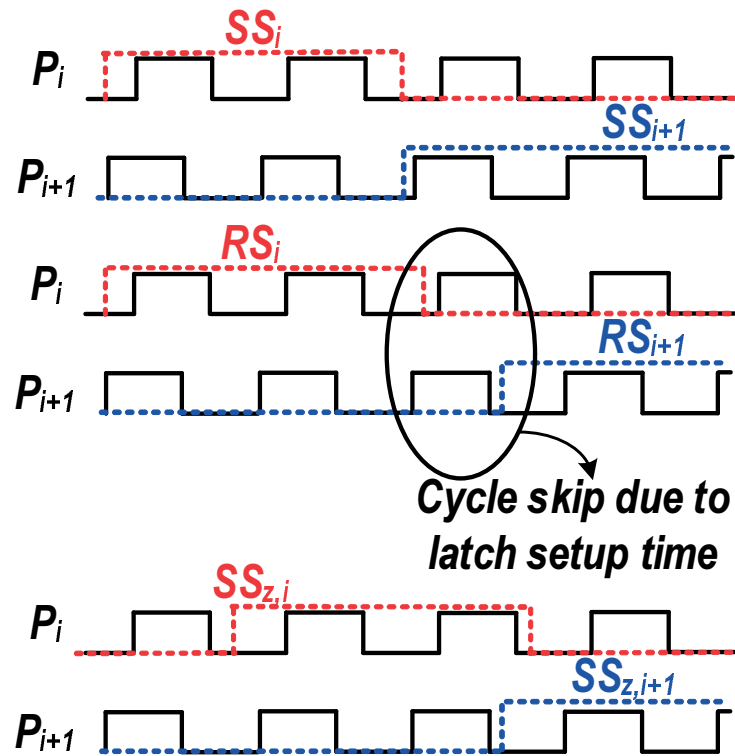 SSi
Pi
SSi+1
Pi+1
RSi
Pi
RSi+1
Pi+1
Cycle skip due to
latch setup time
SSz,i
Pi
SSz,i+1
Pi+1